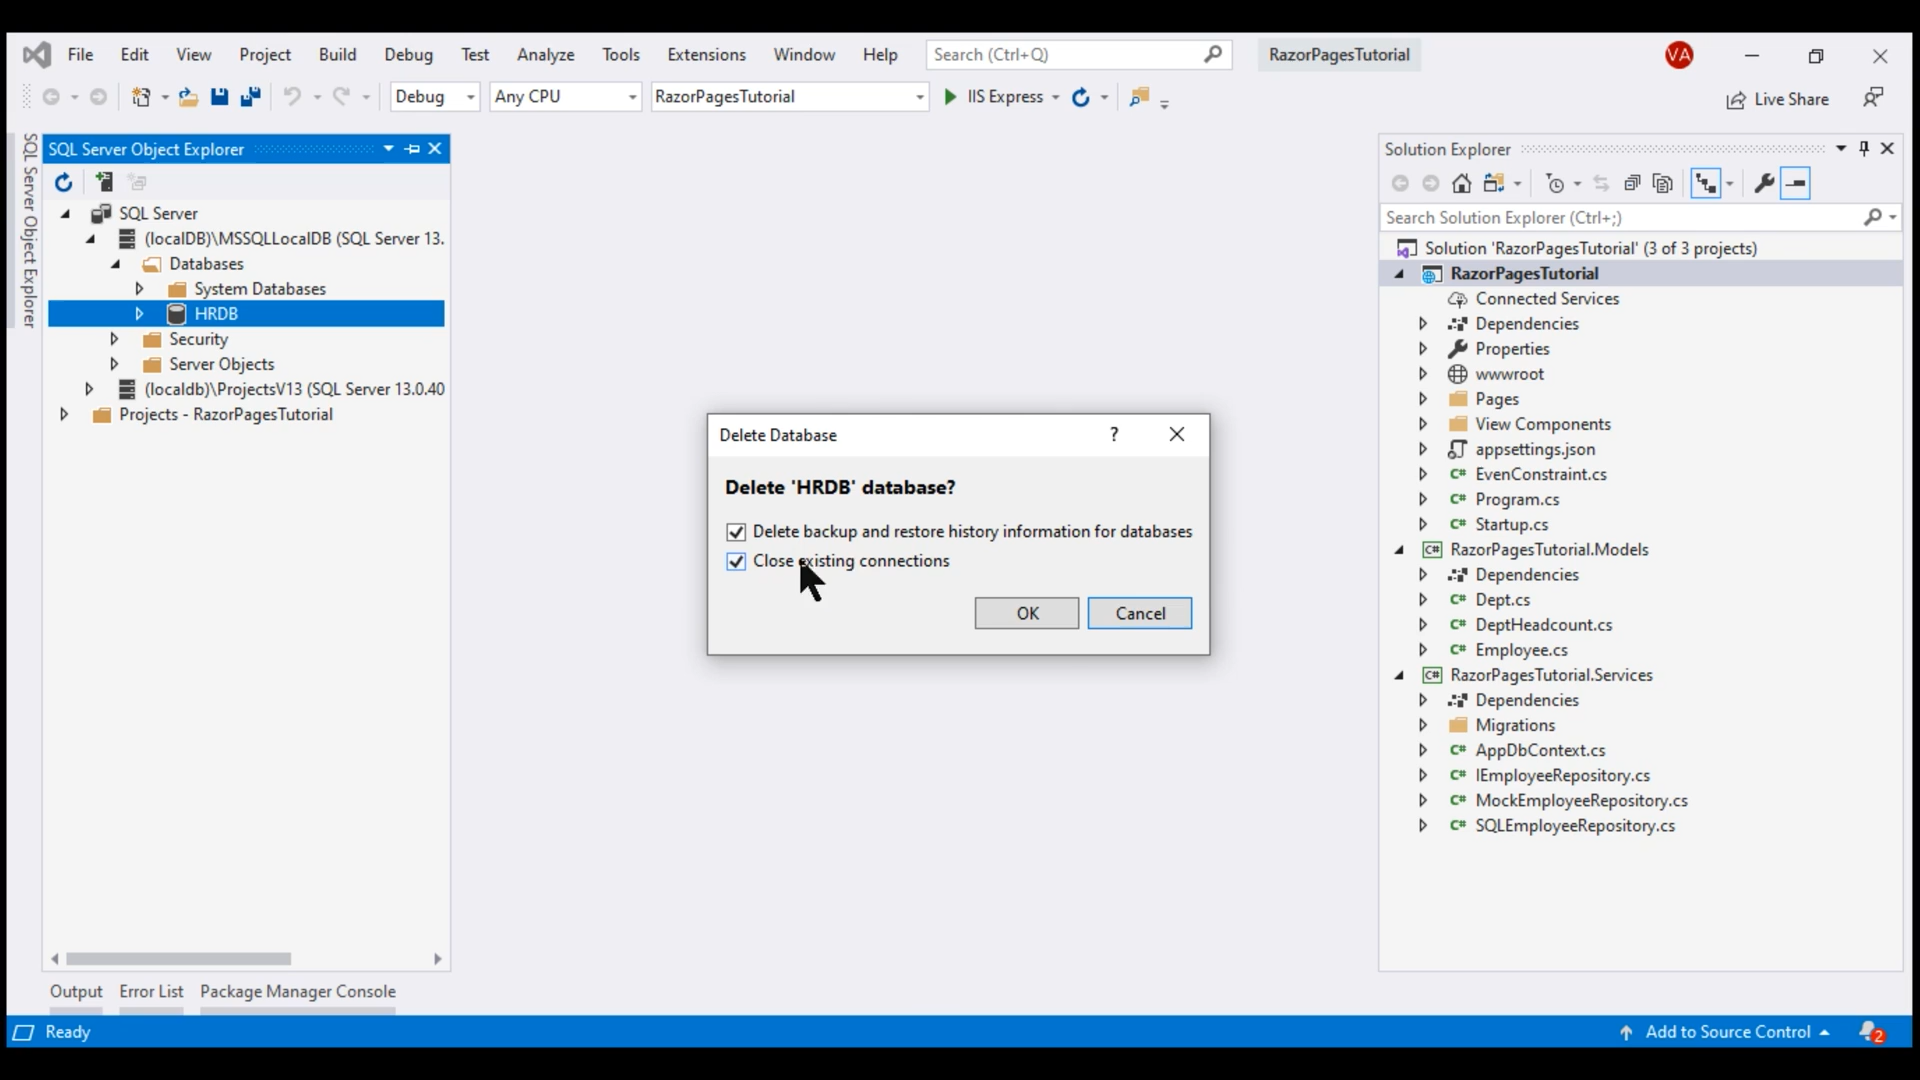 File Edit View Project Build Debug Test Analyze Tools Extensions Window Help Search (Ctrl+Q) RazorPagesTutorial VA
Debug Any CPU RazorPagesTutorial IIS Express Live Share
SQL Server Object Explorer
SQL Server Object Explorer
SQL Server
(localDB)\MSSQLLocalDB (SQL Server 13.
Databases
System Databases
HRDB
Security
Server Objects
(localdb)\ProjectsV13 (SQL Server 13.0.40
Projects - RazorPagesTutorial
Delete Database ?
Delete 'HRDB' database?
Delete backup and restore history information for databases
Close existing connections
OK Cancel
Solution Explorer
Search Solution Explorer (Ctrl+;)
Solution 'RazorPagesTutorial' (3 of 3 projects)
RazorPagesTutorial
Connected Services
Dependencies
Properties
wwwroot
Pages
View Components
appsettings.json
C# EvenConstraint.cs
C# Program.cs
C# Startup.cs
C# RazorPagesTutorial.Models
Dependencies
C# Dept.cs
C# DeptHeadcount.cs
C# Employee.cs
C# RazorPagesTutorial.Services
Dependencies
Migrations
C# AppDbContext.cs
C# IEmployeeRepository.cs
C# MockEmployeeRepository.cs
C# SQLEmployeeRepository.cs
Output Error List Package Manager Console
Ready Add to Source Control 2